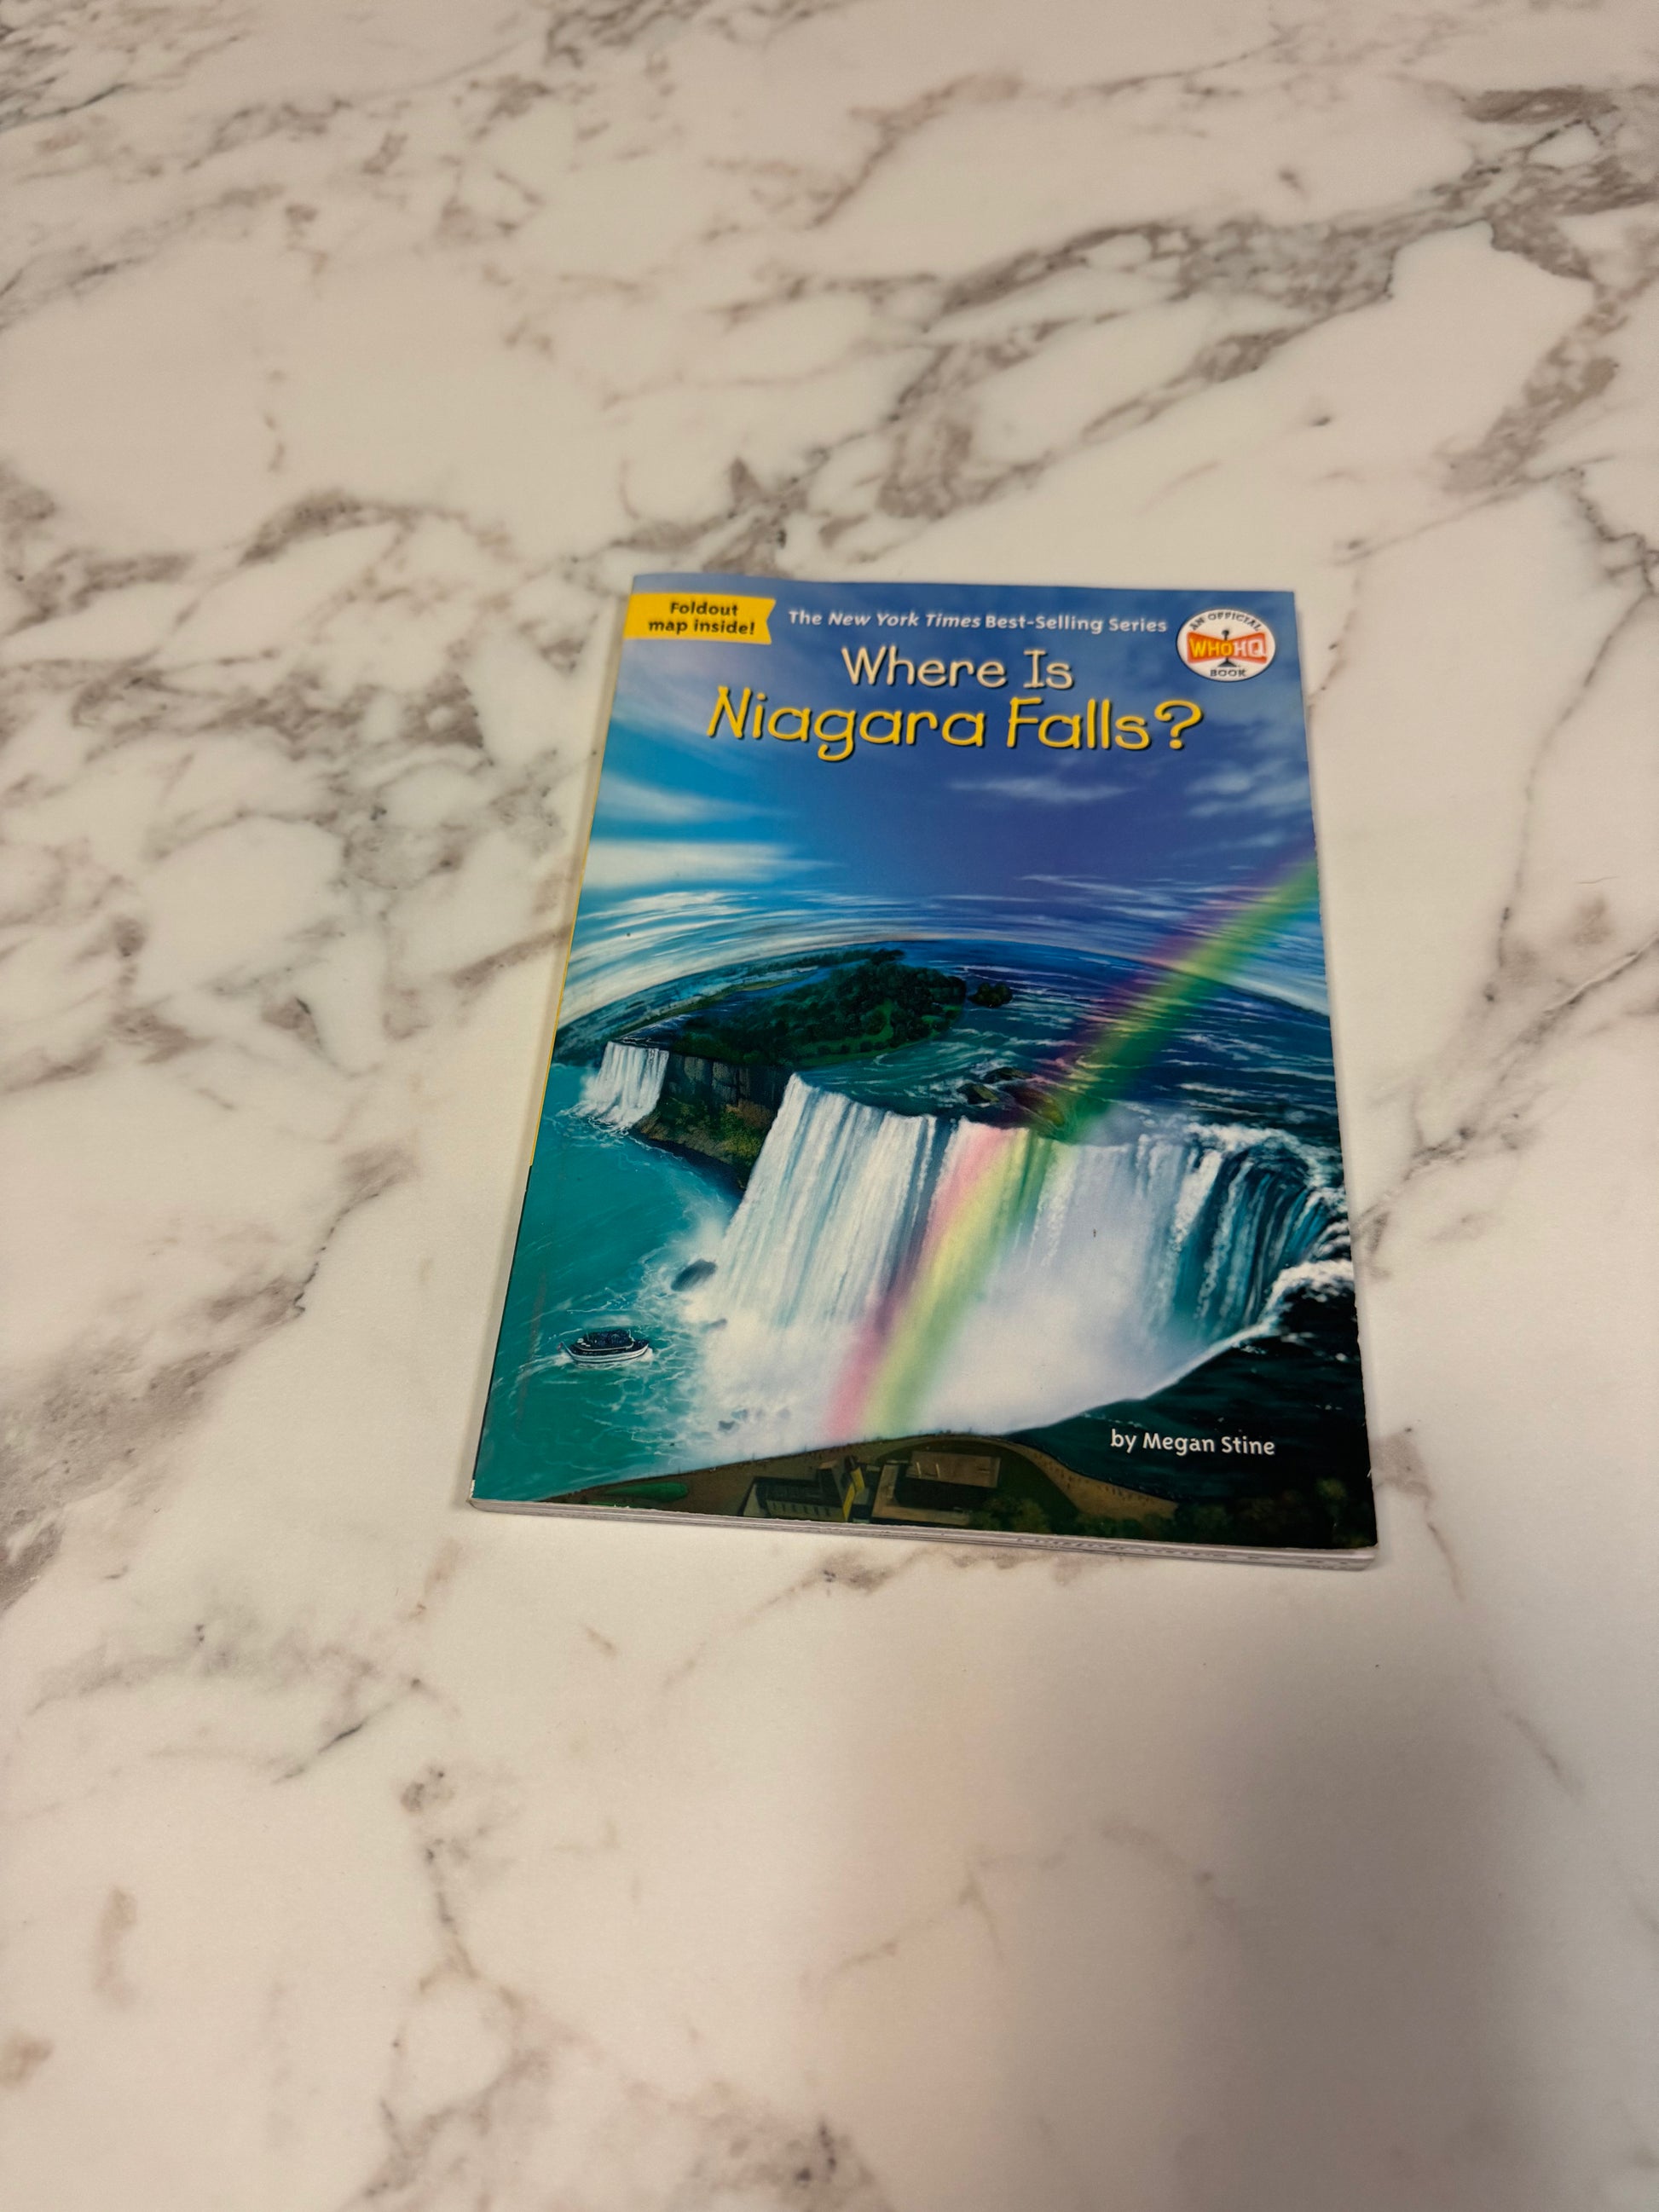 Foldout
map inside!
The New York Times Best-Selling Series
AN OFFICIAL
WHOHQ
BOOK
Where Is
Niagara Falls?
by Megan Stine